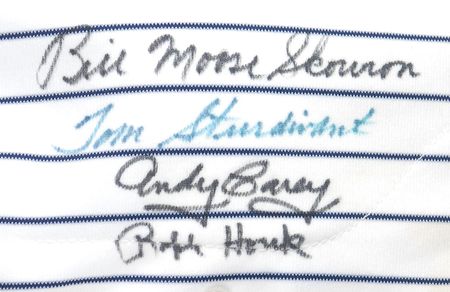 Bill Moose Skowron
Tom Sturdivant
Andy Carey
Ralph Houk